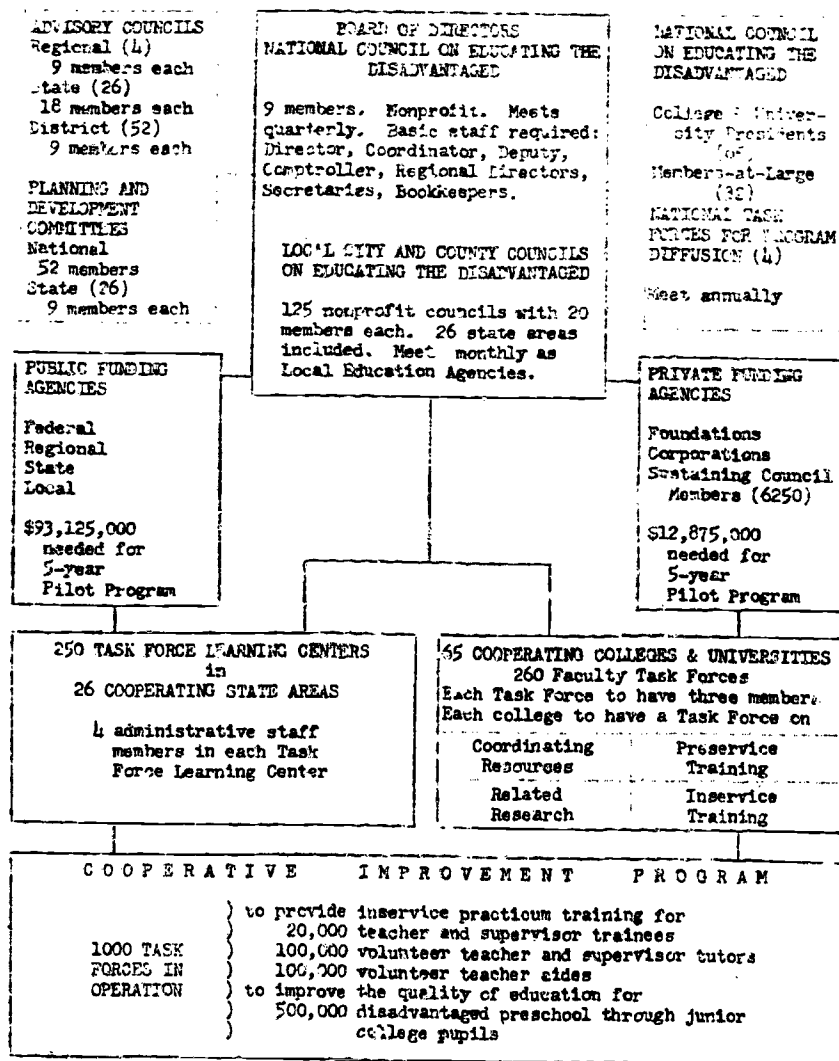 ADVISORY COUNCILS
Regional (4)
9 members each
State (26)
18 members each
District (52)
9 members each
PLANNING AND
DEVELOPMENT
COMMITTEES
National
52 members
State (26)
9 members each
BOARD OF DIRECTORS
NATIONAL COUNCIL ON EDUCATING THE
DISADVANTAGED
9 members. Nonprofit. Meets
quarterly. Basic staff required:
Director, Coordinator, Deputy,
Comptroller, Regional Directors,
Secretaries, Bookkeepers.
LOCAL CITY AND COUNTY COUNCILS
ON EDUCATING THE DISADVANTAGED
125 nonprofit councils with 20
members each. 26 state areas
included. Meet monthly as
Local Education Agencies.
NATIONAL COUNCIL
ON EDUCATING THE
DISADVANTAGED
College & Univer-
sity Presidents
Members-at-Large
NATIONAL TASK
FORCES FOR PROGRAM
DIFFUSION (4)
Meet annually
PUBLIC FUNDING
AGENCIES
Federal
Regional
State
Local
$93,125,000
needed for
5-year
Pilot Program
PRIVATE FUNDING
AGENCIES
Foundations
Corporations
Sustaining Council
Members (6250)
$12,875,000
needed for
5-year
Pilot Program
250 TASK FORCE LEARNING CENTERS
in
26 COOPERATING STATE AREAS
4 administrative staff
members in each Task
Force Learning Center
65 COOPERATING COLLEGES & UNIVERSITIES
260 Faculty Task Forces
Each Task Force to have three members
Each college to have a Task Force on
Coordinating Resources
Preservice Training
Related Research
Inservice Training
COOPERATIVE IMPROVEMENT PROGRAM
1000 TASK
FORCES IN
OPERATION
) to provide inservice practicum training for
) 20,000 teacher and supervisor trainees
) 100,000 volunteer teacher and supervisor tutors
) 100,000 volunteer teacher aides
) to improve the quality of education for
) 500,000 disadvantaged preschool through junior
) college pupils